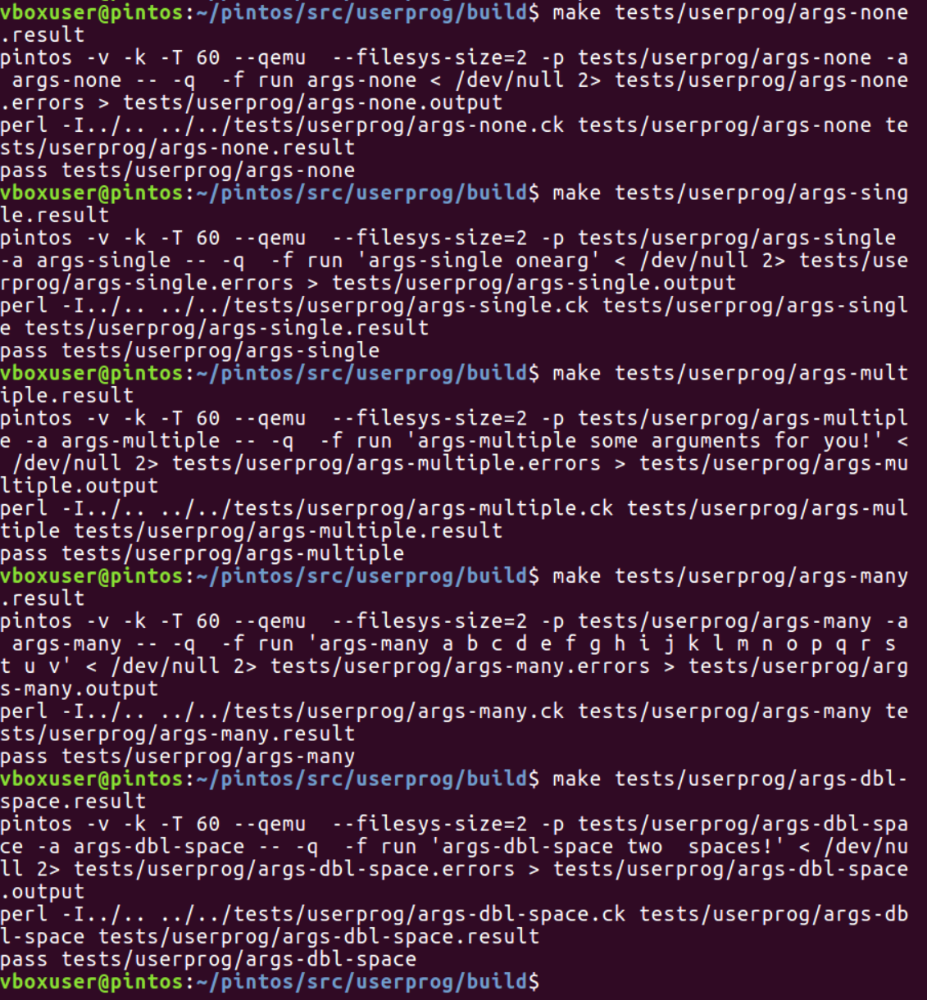 vboxuser@pintos:~/pintos/src/userprog/build$ make tests/userprog/args-none
.result
pintos -v -k -T 60 --qemu  --filesys-size=2 -p tests/userprog/args-none -a
 args-none -- -q  -f run args-none < /dev/null 2> tests/userprog/args-none
.errors > tests/userprog/args-none.output
perl -I../.. ../../tests/userprog/args-none.ck tests/userprog/args-none te
sts/userprog/args-none.result
pass tests/userprog/args-none
vboxuser@pintos:~/pintos/src/userprog/build$ make tests/userprog/args-sing
le.result
pintos -v -k -T 60 --qemu  --filesys-size=2 -p tests/userprog/args-single 
-a args-single -- -q  -f run 'args-single onearg' < /dev/null 2> tests/use
rprog/args-single.errors > tests/userprog/args-single.output
perl -I../.. ../../tests/userprog/args-single.ck tests/userprog/args-singl
e tests/userprog/args-single.result
pass tests/userprog/args-single
vboxuser@pintos:~/pintos/src/userprog/build$ make tests/userprog/args-mult
iple.result
pintos -v -k -T 60 --qemu  --filesys-size=2 -p tests/userprog/args-multipl
e -a args-multiple -- -q  -f run 'args-multiple some arguments for you!' <
 /dev/null 2> tests/userprog/args-multiple.errors > tests/userprog/args-mu
ltiple.output
perl -I../.. ../../tests/userprog/args-multiple.ck tests/userprog/args-mul
tiple tests/userprog/args-multiple.result
pass tests/userprog/args-multiple
vboxuser@pintos:~/pintos/src/userprog/build$ make tests/userprog/args-many
.result
pintos -v -k -T 60 --qemu  --filesys-size=2 -p tests/userprog/args-many -a
 args-many -- -q  -f run 'args-many a b c d e f g h i j k l m n o p q r s 
t u v' < /dev/null 2> tests/userprog/args-many.errors > tests/userprog/arg
s-many.output
perl -I../.. ../../tests/userprog/args-many.ck tests/userprog/args-many te
sts/userprog/args-many.result
pass tests/userprog/args-many
vboxuser@pintos:~/pintos/src/userprog/build$ make tests/userprog/args-dbl-
space.result
pintos -v -k -T 60 --qemu  --filesys-size=2 -p tests/userprog/args-dbl-spa
ce -a args-dbl-space -- -q  -f run 'args-dbl-space two  spaces!' < /dev/nu
ll 2> tests/userprog/args-dbl-space.errors > tests/userprog/args-dbl-space
.output
perl -I../.. ../../tests/userprog/args-dbl-space.ck tests/userprog/args-db
l-space tests/userprog/args-dbl-space.result
pass tests/userprog/args-dbl-space
vboxuser@pintos:~/pintos/src/userprog/build$